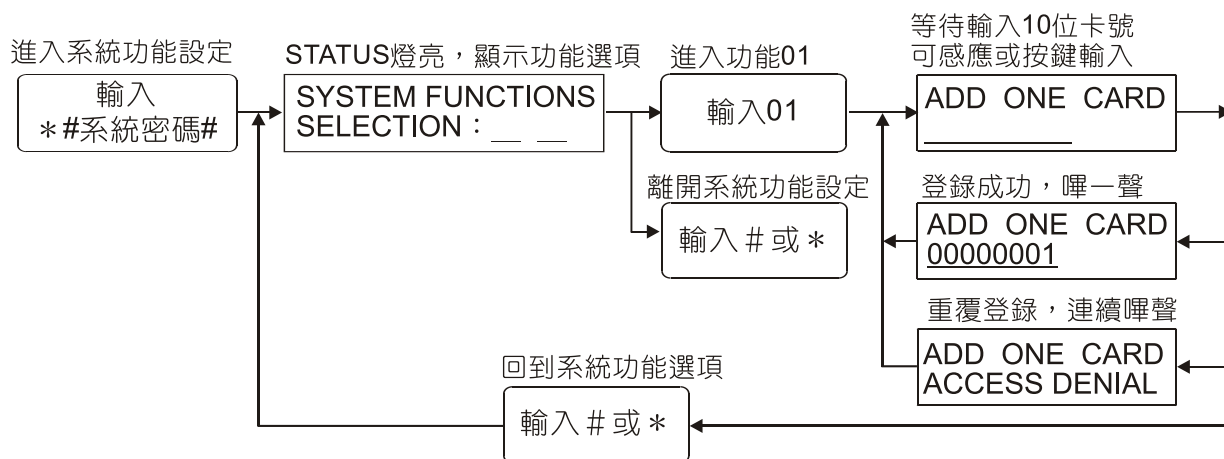 進入系統功能設定
輸入
＊#系統密碼#
STATUS燈亮，顯示功能選項
SYSTEM FUNCTIONS
SELECTION：__ __
進入功能01
輸入01
離開系統功能設定
輸入＃或＊
等待輸入10位卡號
可感應或按鍵輸入
ADD ONE CARD
登錄成功，嗶一聲
ADD ONE CARD
00000001
重覆登錄，連續嗶聲
ADD ONE CARD
ACCESS DENIAL
回到系統功能選項
輸入＃或＊